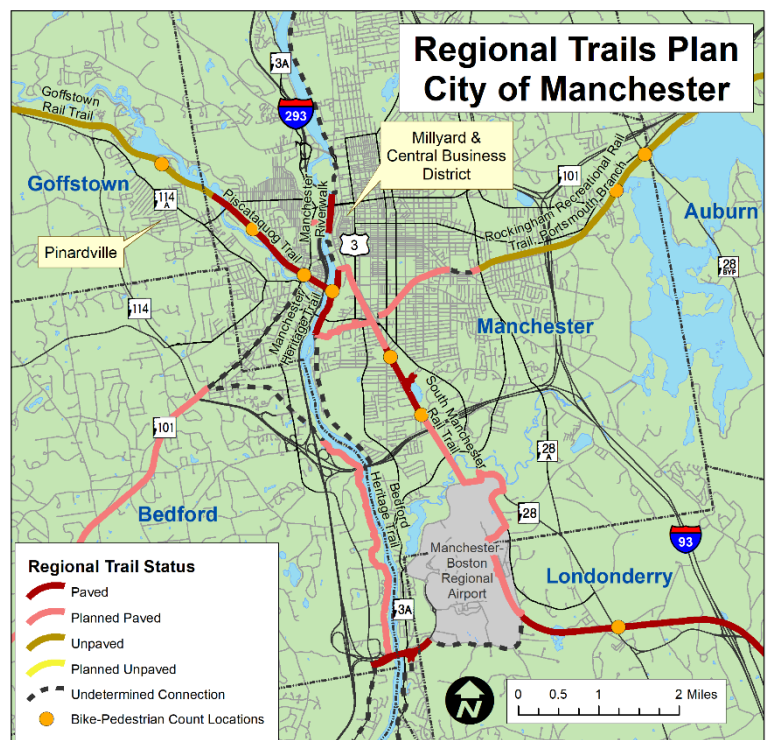 Regional Trails Plan
City of Manchester
3A
Goffstown
Rail Trail
293
Millyard &
Central Business
District
101
Rockingham Recreational Rail
Trail- Portsmouth Branch
Goffstown
114
A
Piscataquog Trail
Manchester
Riverwalk
Auburn
Pinardville
3
28
BYP
114
Manchester
Heritage Trail
Manchester
South Manchester
Rail Trail
101
28
A
Bedford
Bedford
Heritage Trail
28
93
Manchester-
Boston
Regional
Airport
Londonderry
3A
Regional Trail Status
Paved
Planned Paved
Unpaved
Planned Unpaved
Undetermined Connection
Bike-Pedestrian Count Locations
N
0 0.5 1 2 Miles